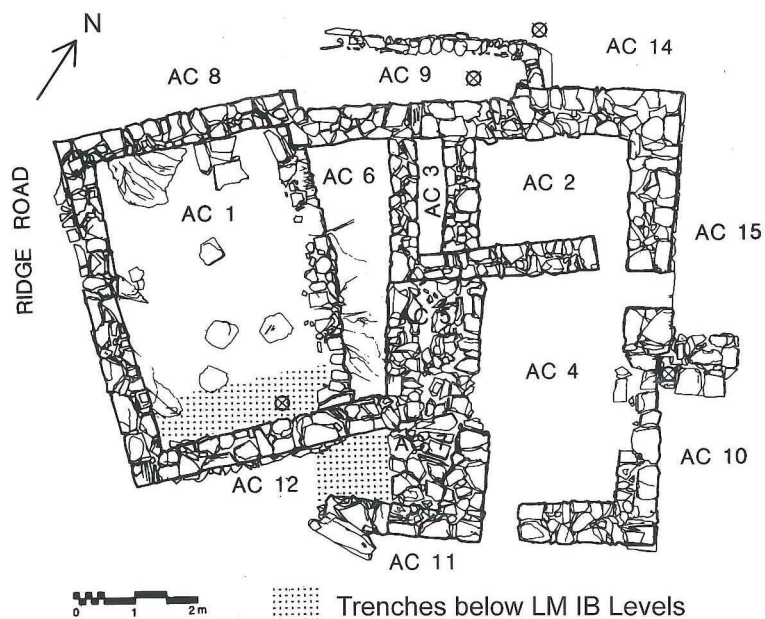 N
AC 14
AC 8
AC 9
RIDGE ROAD
AC 6
AC 3
AC 2
AC 1
AC 15
AC 4
AC 10
AC 12
AC 11
0 1 2m
Trenches below LM IB Levels